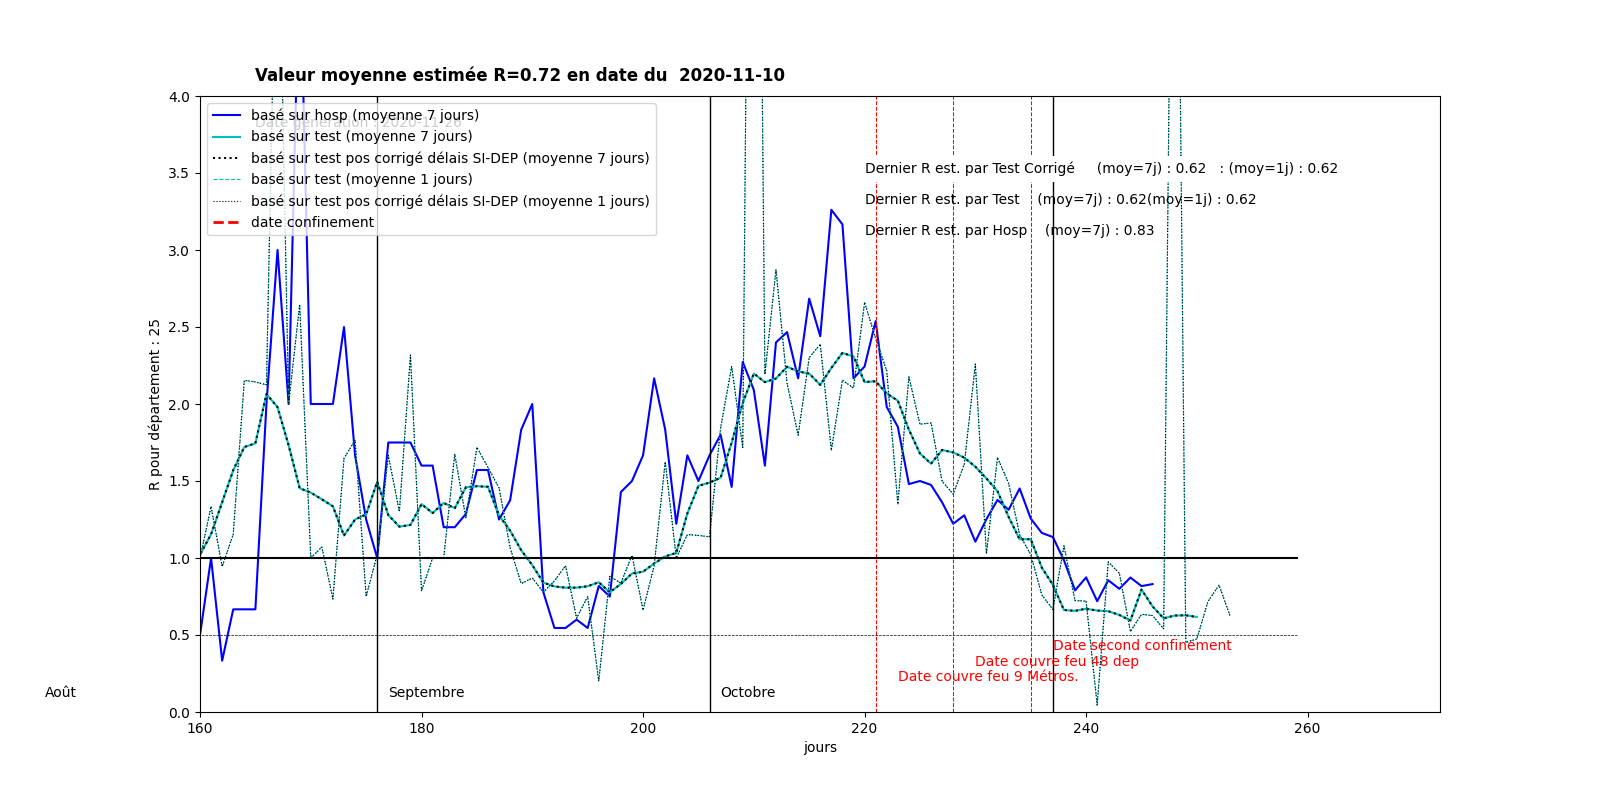 Valeur moyenne estimée R=0.72 en date du  2020-11-10
4.0
3.5
3.0
2.5
2.0
1.5
1.0
0.5
0.0
R pour département : 25
basé sur hosp (moyenne 7 jours)
basé sur test (moyenne 7 jours)
basé sur test pos corrigé délais SI-DEP (moyenne 7 jours)
basé sur test (moyenne 1 jours)
basé sur test pos corrigé délais SI-DEP (moyenne 1 jours)
date confinement
Dernier R est. par Test Corrigé     (moy=7j) : 0.62   : (moy=1j) : 0.62
Dernier R est. par Test    (moy=7j) : 0.62(moy=1j) : 0.62
Dernier R est. par Hosp    (moy=7j) : 0.83
Date second confinement
Date couvre feu 48 dep
Date couvre feu 9 Métros.
Août
Septembre
Octobre
160
180
200
220
240
260
jours